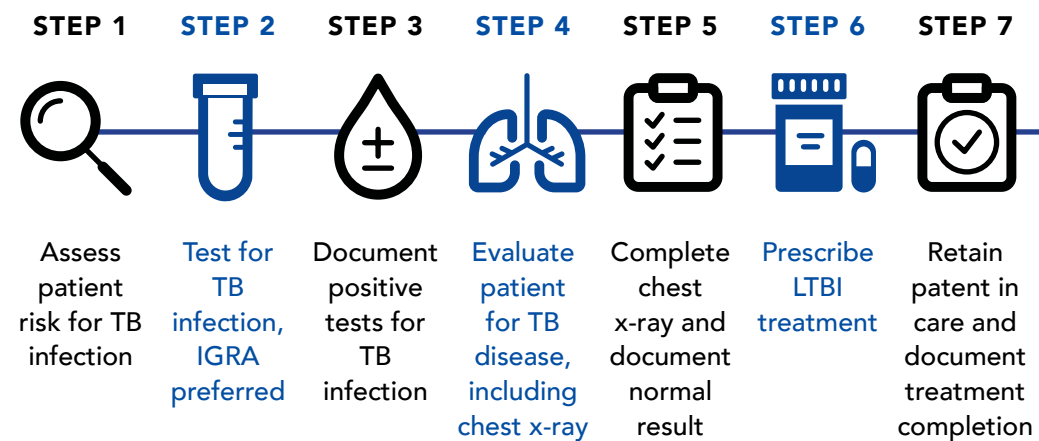 STEP 1
Assess
patient
risk for TB
infection
STEP 2
Test for
TB
infection,
IGRA
preferred
STEP 3
Document
positive
tests for
TB
infection
STEP 4
Evaluate
patient
for TB
disease,
including
chest x-ray
STEP 5
Complete
chest
x-ray and
document
normal
result
STEP 6
Prescribe
LTBI
treatment
STEP 7
Retain
patent in
care and
document
treatment
completion